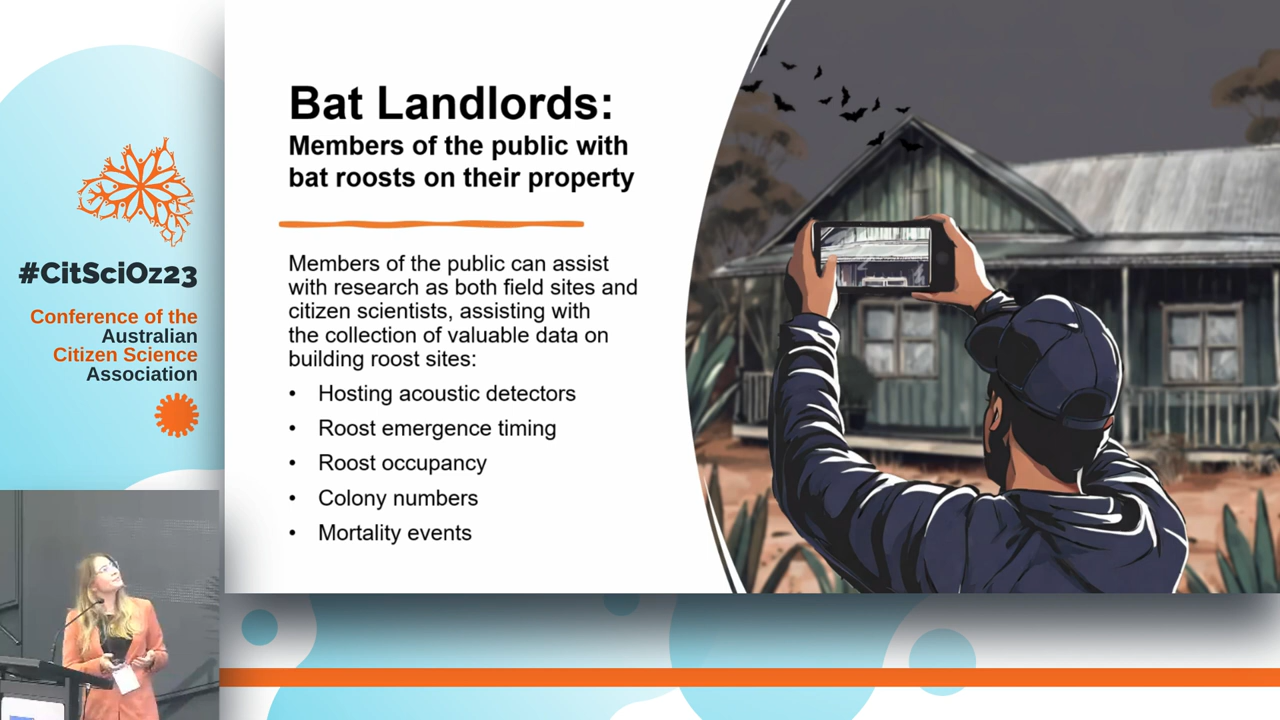 #CitSciOz23
Conference of the
Australian
Citizen Science
Association
Bat Landlords:
Members of the public with
bat roosts on their property
Members of the public can assist
with research as both field sites and
citizen scientists, assisting with
the collection of valuable data on
building roost sites:
• Hosting acoustic detectors
• Roost emergence timing
• Roost occupancy
• Colony numbers
• Mortality events